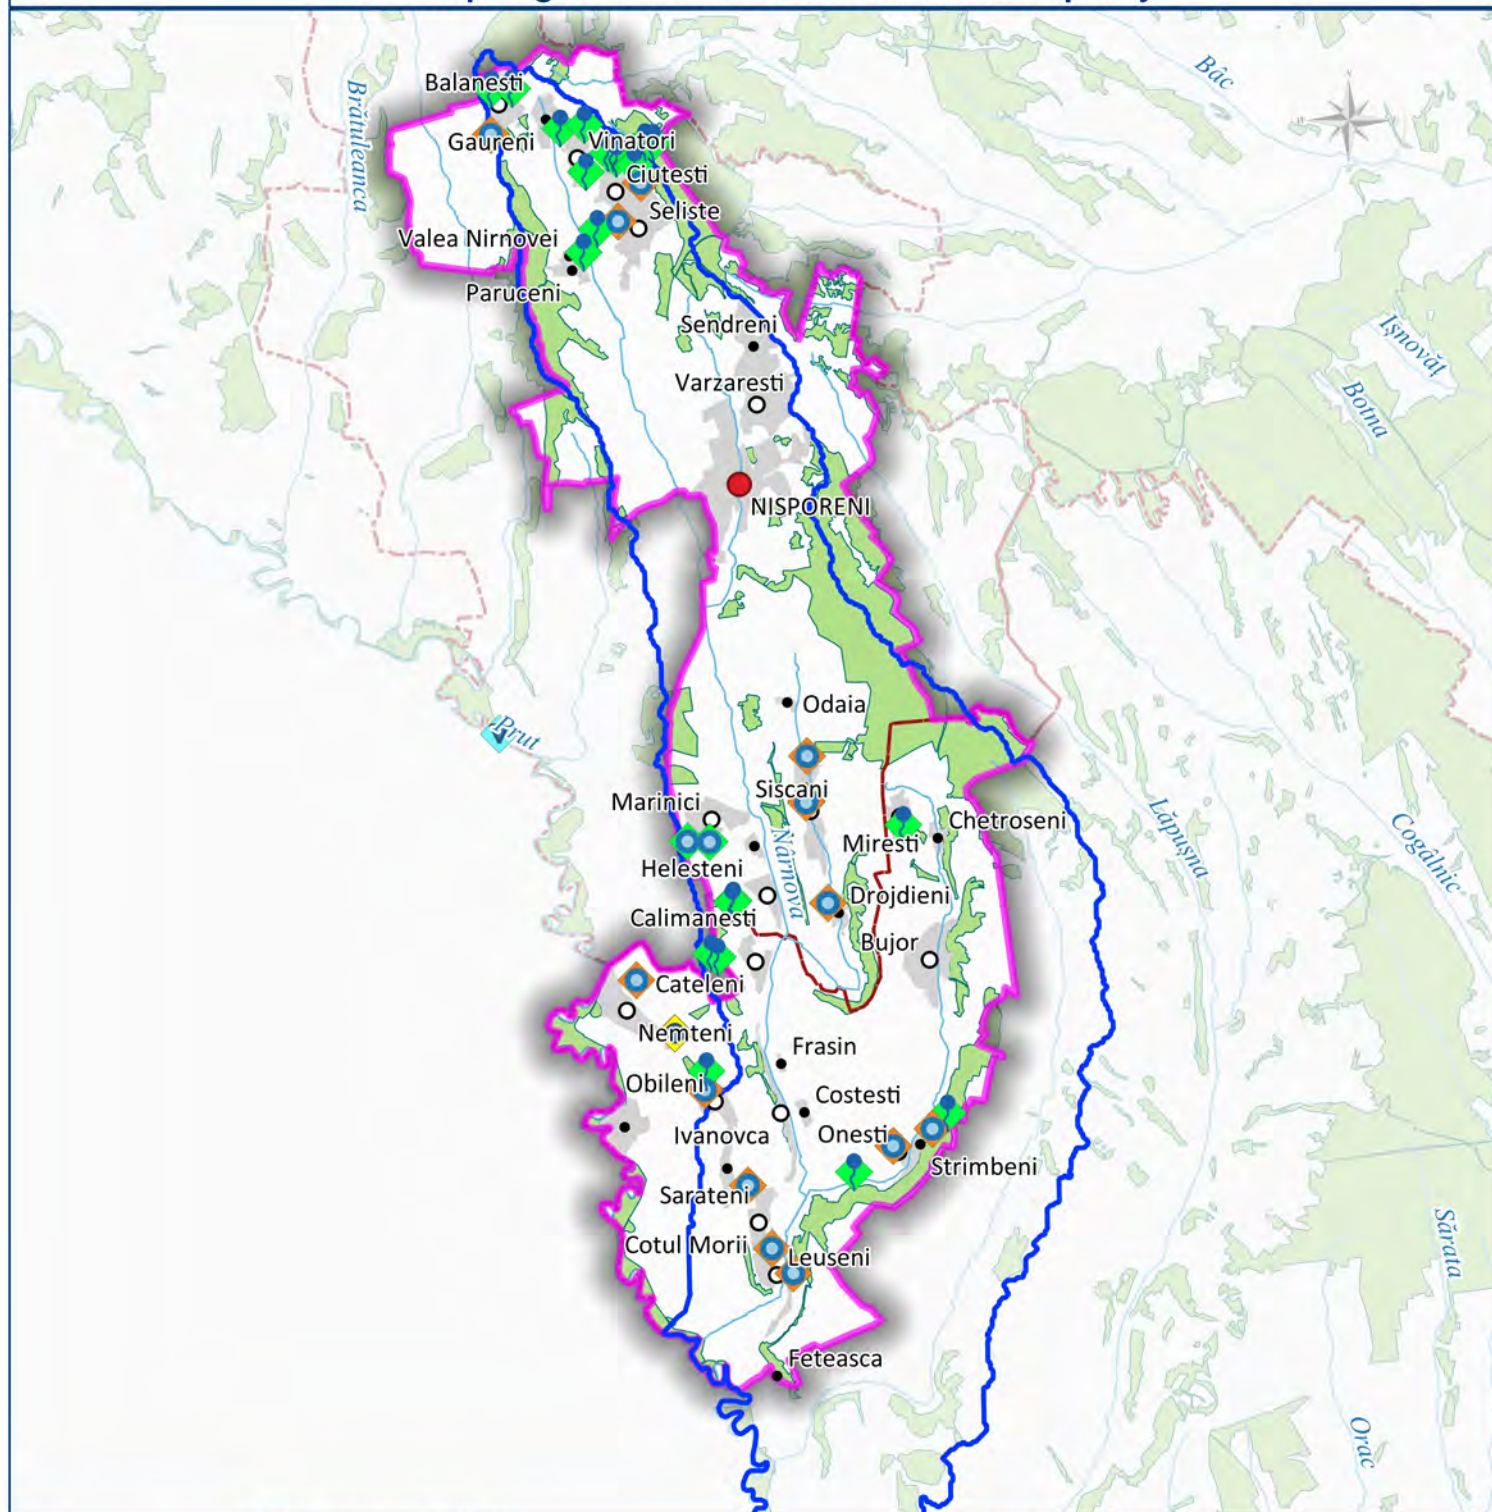 Bâc
Balanesti
Brătuleanca
Gaureni
Vinatori
Ciutesti
Seliste
Valea Nirnovei
Paruceni
Sendreni
Işnovăţ
Varzaresti
Botna
NISPORENI
Odaia
Prut
Siscani
Marinici
Chetroseni
Lăpuşna
Miresti
Cogâlnic
Nârnova
Helesteni
Drojdieni
Calimanesti
Bujor
Cateleni
Nemteni
Frasin
Obileni
Costesti
Ivanovca
Onesti
Strimbeni
Sarateni
Cotul Morii
Leuseni
Sărata
Feteasca
Orac